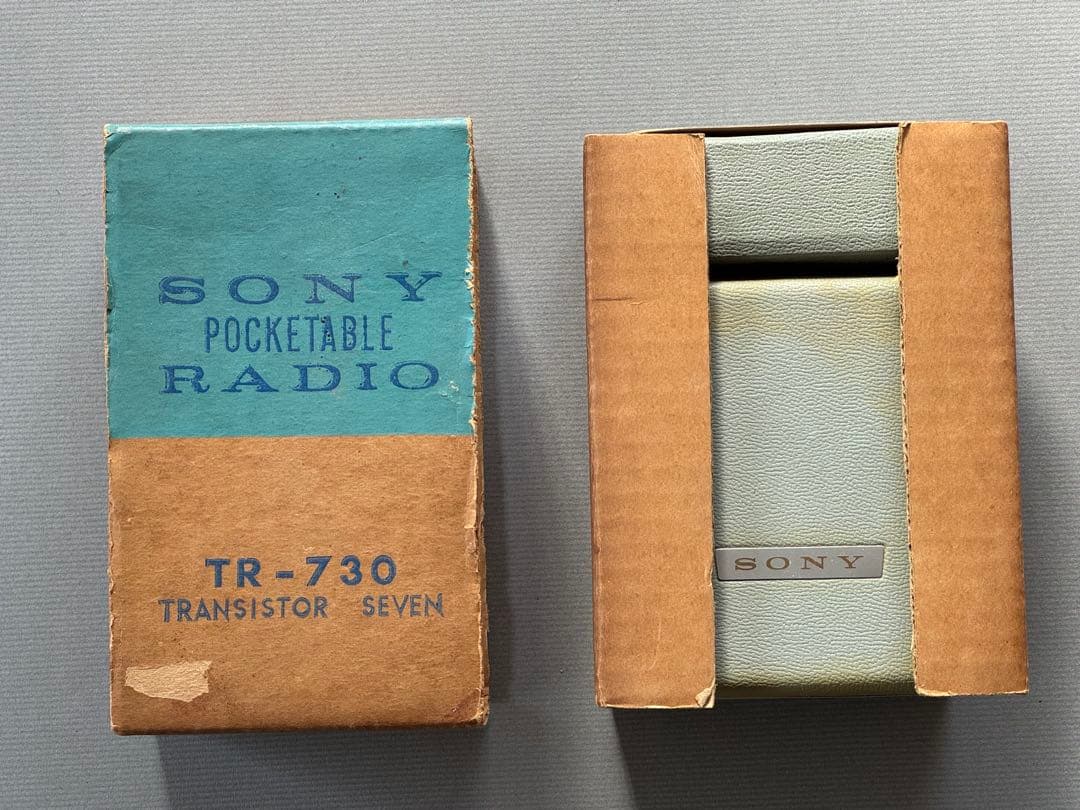 SONY
POCKETABLE
RADIO
TR-730
TRANSISTOR SEVEN
SONY